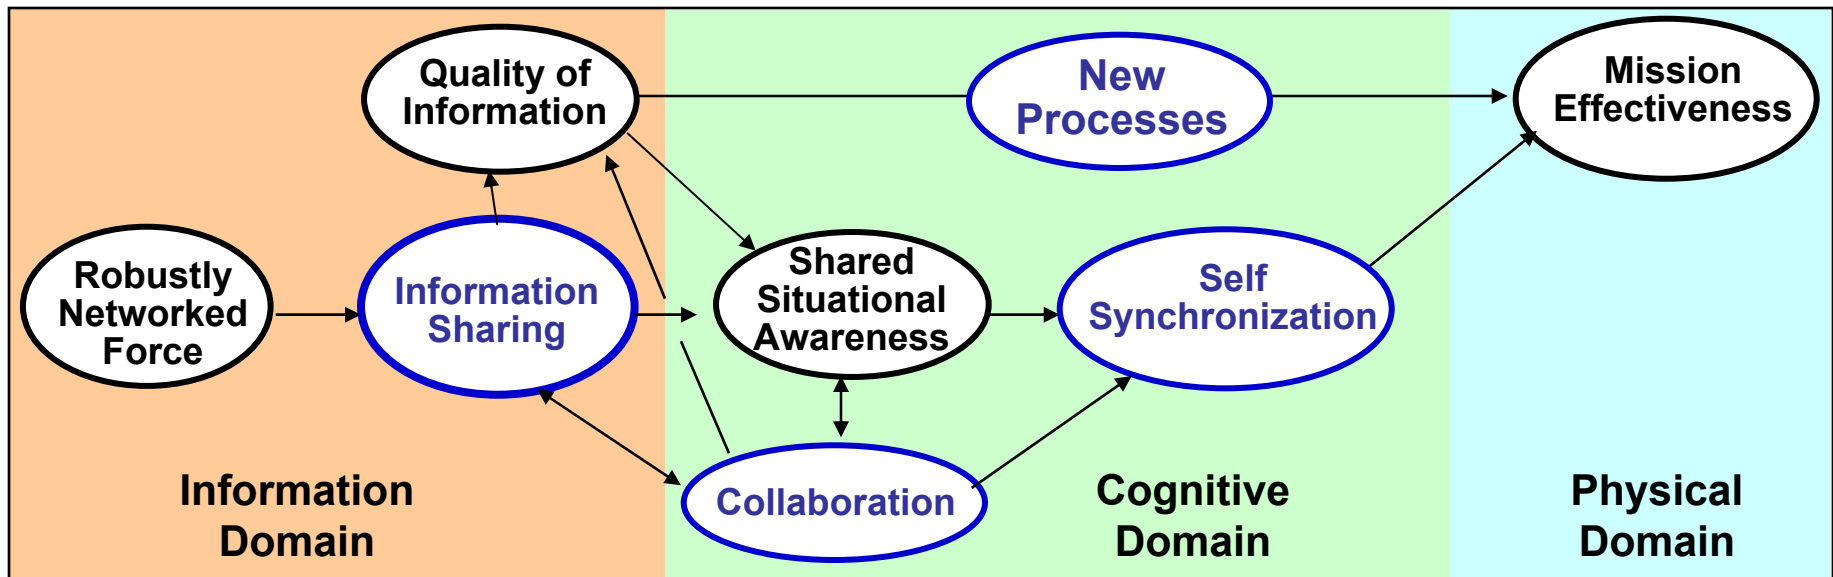 Quality of
Information
New
Processes
Mission
Effectiveness
Robustly
Networked
Force
Information
Sharing
Shared
Situational
Awareness
Self
Synchronization
Collaboration
Information
Domain
Cognitive
Domain
Physical
Domain